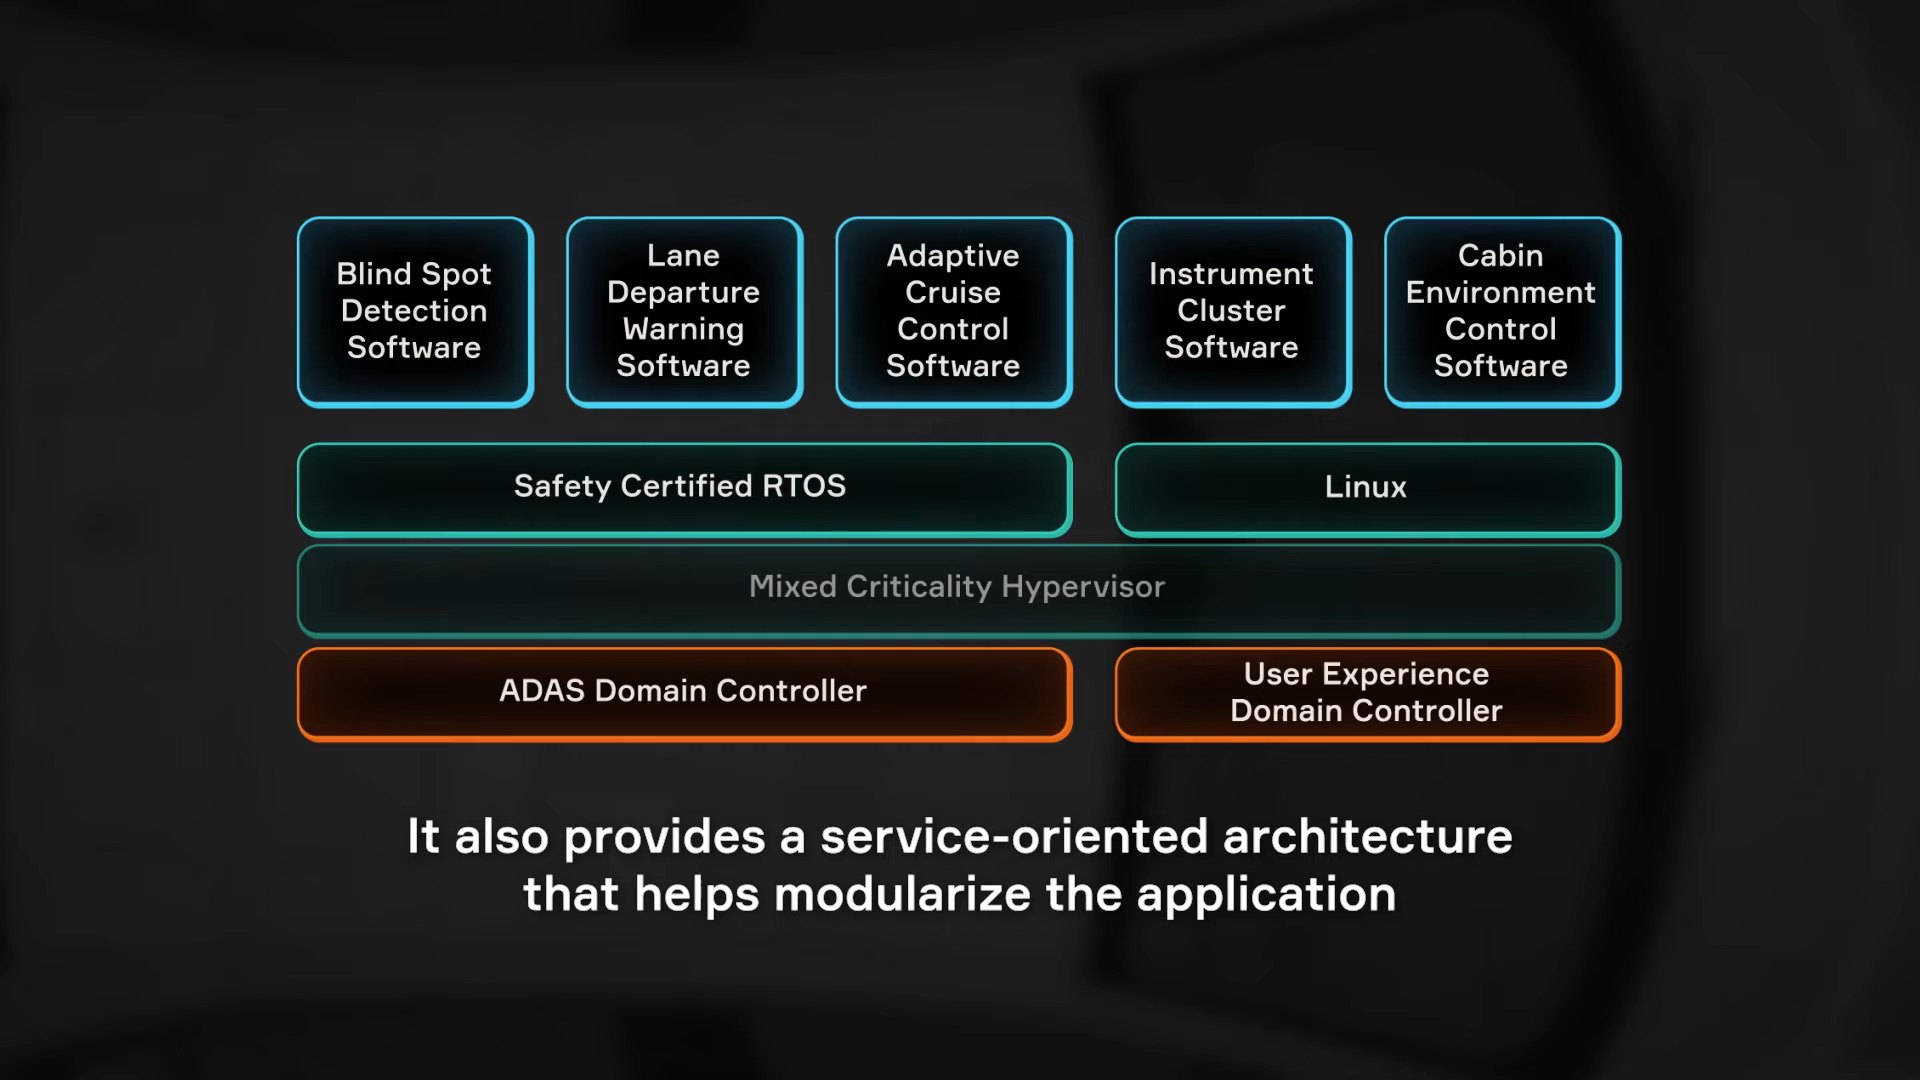 Blind Spot
Detection
Software
Lane
Departure
Warning
Software
Adaptive
Cruise
Control
Software
Instrument
Cluster
Software
Cabin
Environment
Control
Software
Safety Certified RTOS
Linux
Mixed Criticality Hypervisor
ADAS Domain Controller
User Experience
Domain Controller
It also provides a service-oriented architecture
that helps modularize the application